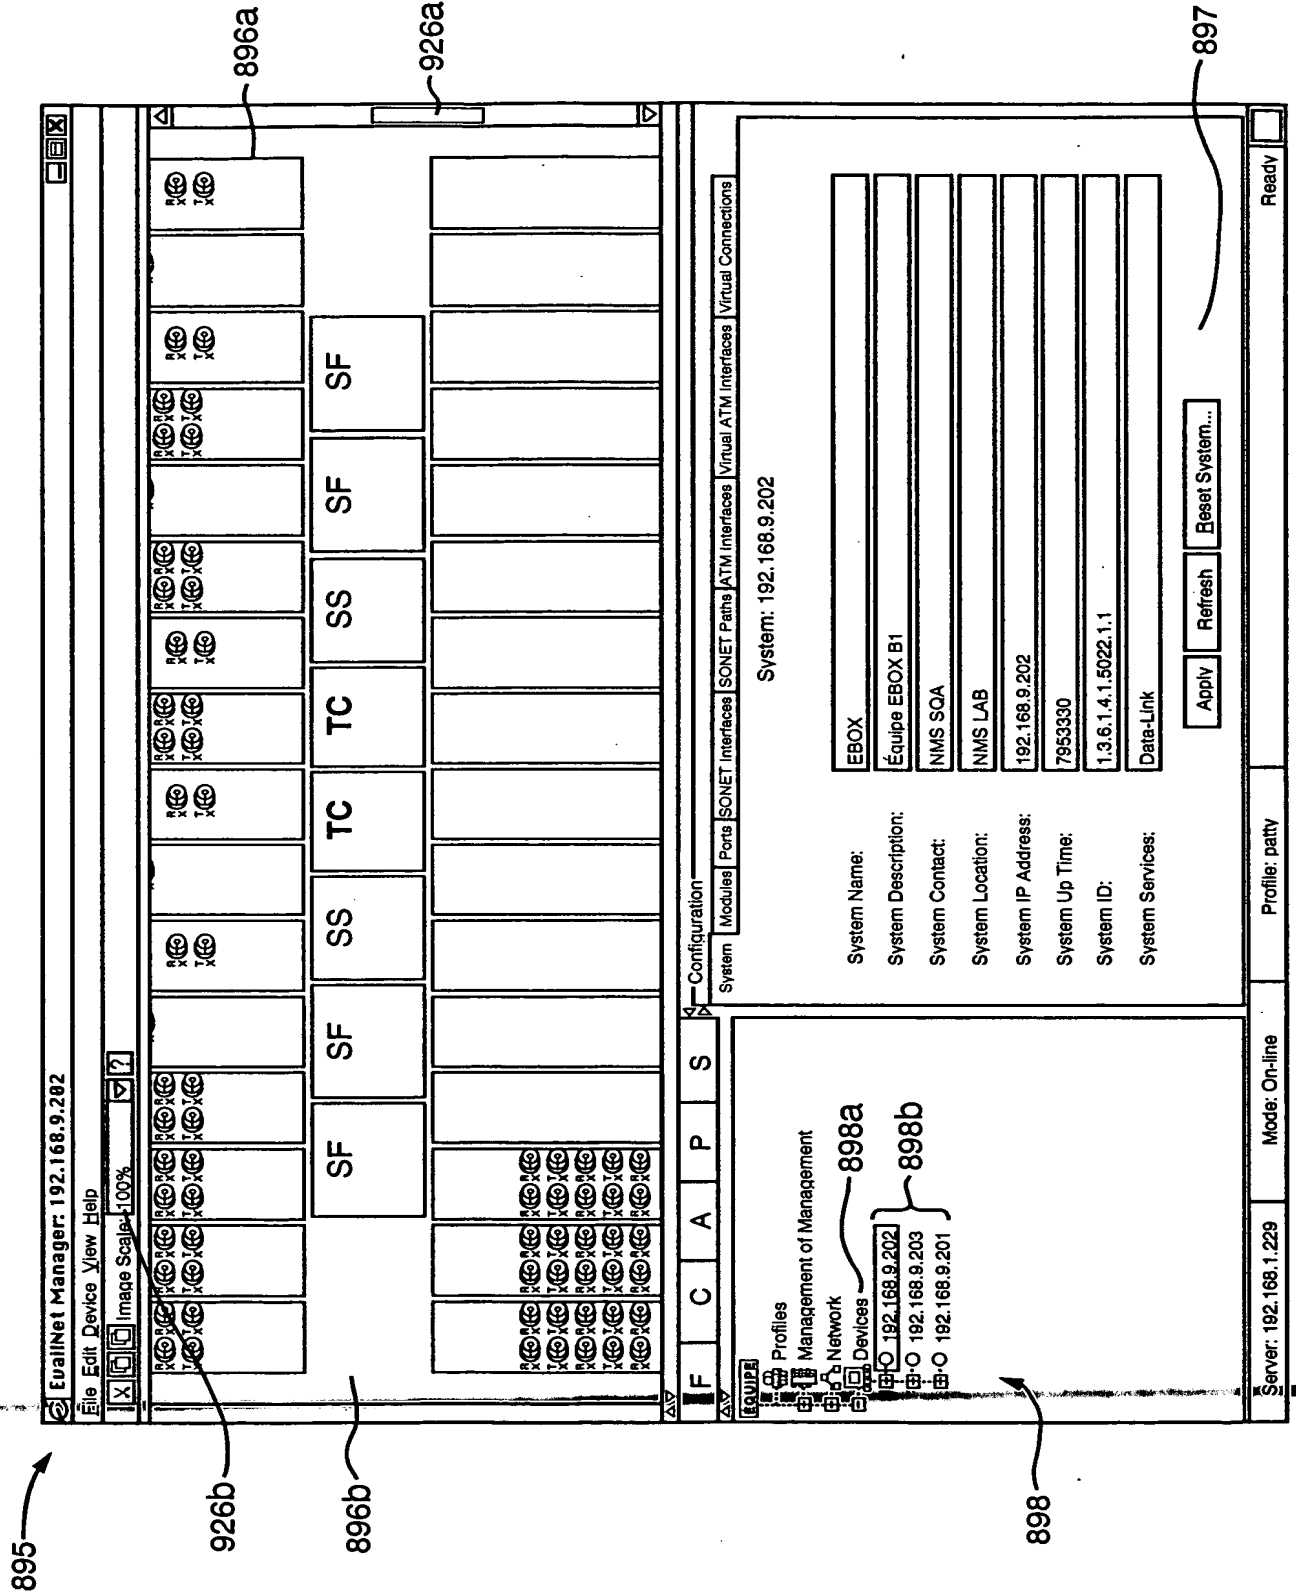 895
926b
896b
896a
926a
EvaliNet Manager: 192.168.9.202
File Edit Device View Help
Image Scale: 100% ?
RX TX
SF SF SS TC TC SS SF SF
F C A P S
Configuration
System Modules Ports SONET Interfaces SONET Paths ATM Interfaces Virtual ATM Interfaces Virtual Connections
System: 192.168.9.202
System Name: EBOX
System Description: Équipe EBOX B1
System Contact: NMS SQA
System Location: NMS LAB
System IP Address: 192.168.9.202
System Up Time: 7953330
System ID: 1.3.6.1.4.1.5022.1.1
System Services: Data-Link
Apply Refresh Reset System...
ÉQUIPE
Profiles
Management of Management
Network
Devices
192.168.9.202
192.168.9.203
192.168.9.201
898a
898b
898
897
Server: 192.168.1.229 Mode: On-line Profile: patty Ready